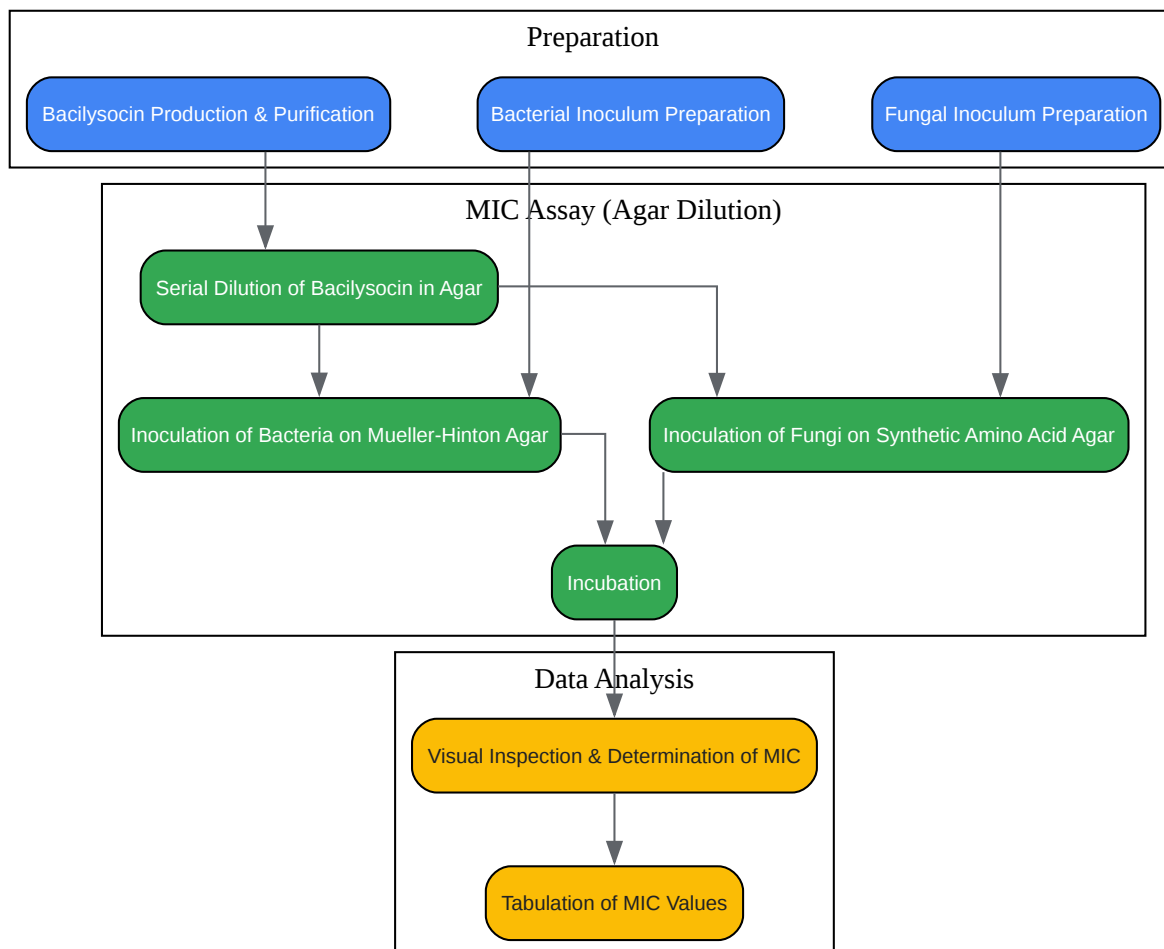 Preparation
Bacilysocin Production & Purification
Bacterial Inoculum Preparation
Fungal Inoculum Preparation
MIC Assay (Agar Dilution)
Serial Dilution of Bacilysocin in Agar
Inoculation of Bacteria on Mueller-Hinton Agar
Inoculation of Fungi on Synthetic Amino Acid Agar
Incubation
Data Analysis
Visual Inspection & Determination of MIC
Tabulation of MIC Values